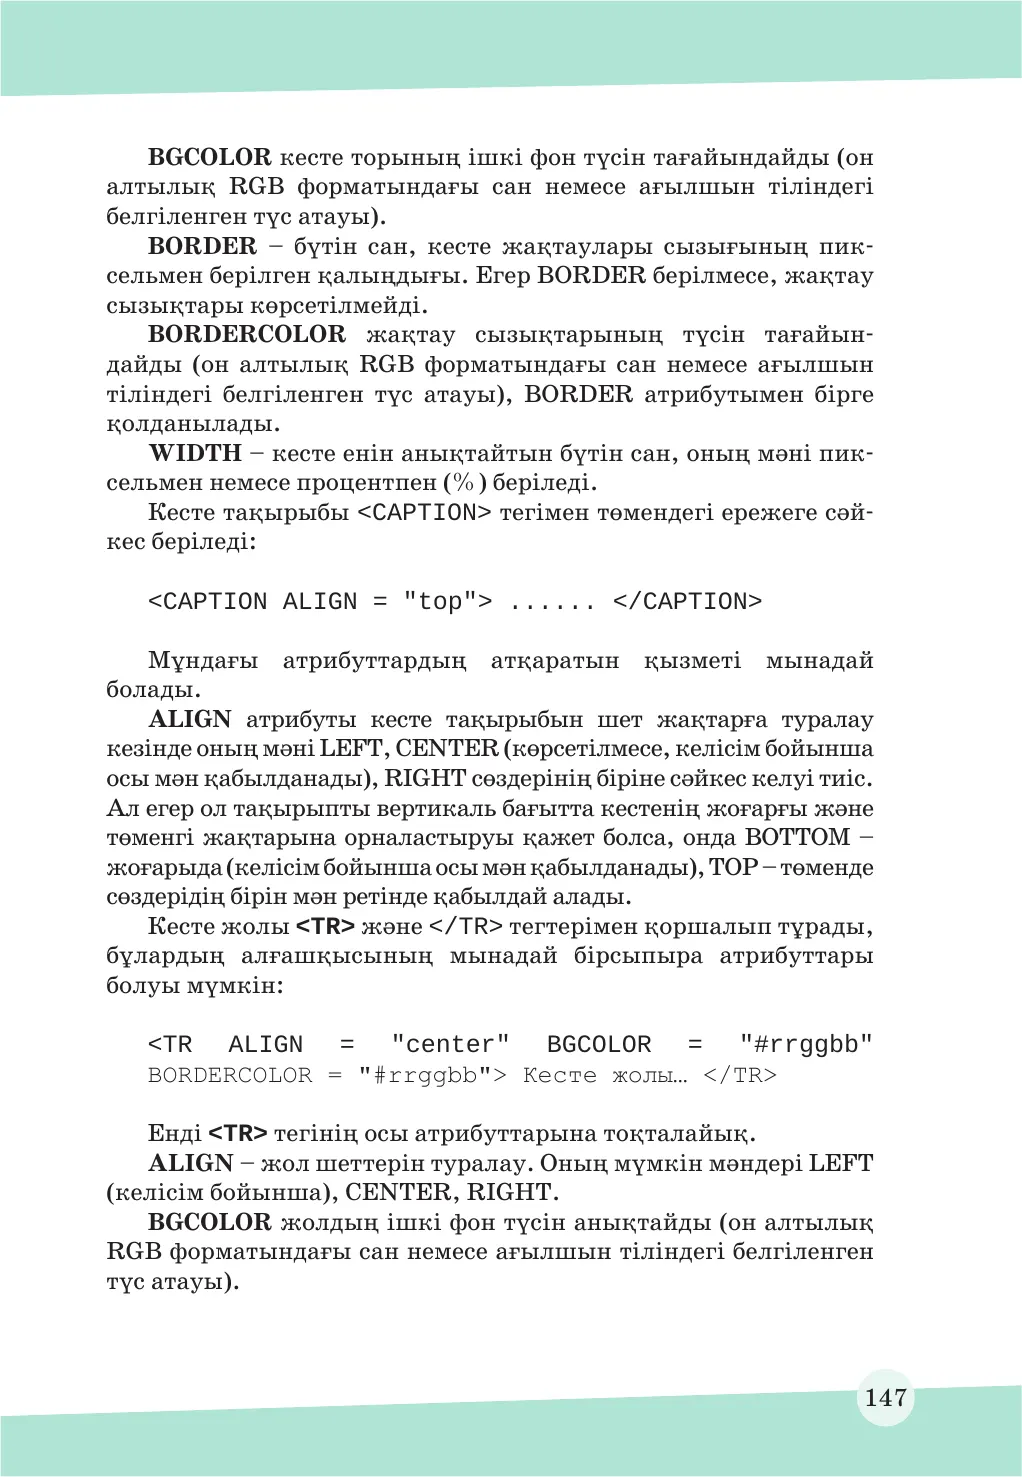 BGCOLOR кесте торының ішкі фон түсін тағайындайды (он
алтылық RGB форматындағы сан немесе ағылшын тіліндегі
белгіленген түс атауы).
BORDER – бүтін сан, кесте жақтаулары сызығының пик-
сельмен берілген қалыңдығы. Егер BORDER берілмесе, жақтау
сызықтары көрсетілмейді.
BORDERCOLOR жақтау сызықтарының түсін тағайын-
дайды (он алтылық RGB форматындағы сан немесе ағылшын
тіліндегі белгіленген түс атауы), BORDER атрибутымен бірге
қолданылады.
WIDTH – кесте енін анықтайтын бүтін сан, оның мәні пик-
сельмен немесе процентпен (% ) беріледі.
Кесте тақырыбы <CAPTION> тегімен төмендегі ережеге сәй-
кес беріледі:
<CAPTION ALIGN = "top"> ...... </CAPTION>
Мұндағы атрибуттардың атқаратын қызметі мынадай
болады.
ALIGN атрибуты кесте тақырыбын шет жақтарға туралау
кезінде оның мәні LEFT, CENTER (көрсетілмесе, келісім бойынша
осы мән қабылданады), RIGHT сөздерінің біріне сәйкес келуі тиіс.
Ал егер ол тақырыпты вертикаль бағытта кестенің жоғарғы және
төменгі жақтарына орналастыруы қажет болса, онда BOTTOM –
жоғарыда (келісім бойынша осы мән қабылданады), TOP – төменде
сөздерідің бірін мән ретінде қабылдай алады.
Кесте жолы <TR> және </TR> тегтерімен қоршалып тұрады,
бұлардың алғашқысының мынадай бірсыпыра атрибуттары
болуы мүмкін:
<TR ALIGN = "center" BGCOLOR = "#rrggbb"
BORDERCOLOR = "#rrggbb"> Кесте жолы… </TR>
Енді <TR> тегінің осы атрибуттарына тоқталайық.
ALIGN – жол шеттерін туралау. Оның мүмкін мәндері LEFT
(келісім бойынша), CENTER, RIGHT.
BGCOLOR жолдың ішкі фон түсін анықтайды (он алтылық
RGB форматындағы сан немесе ағылшын тіліндегі белгіленген
түс атауы).
147